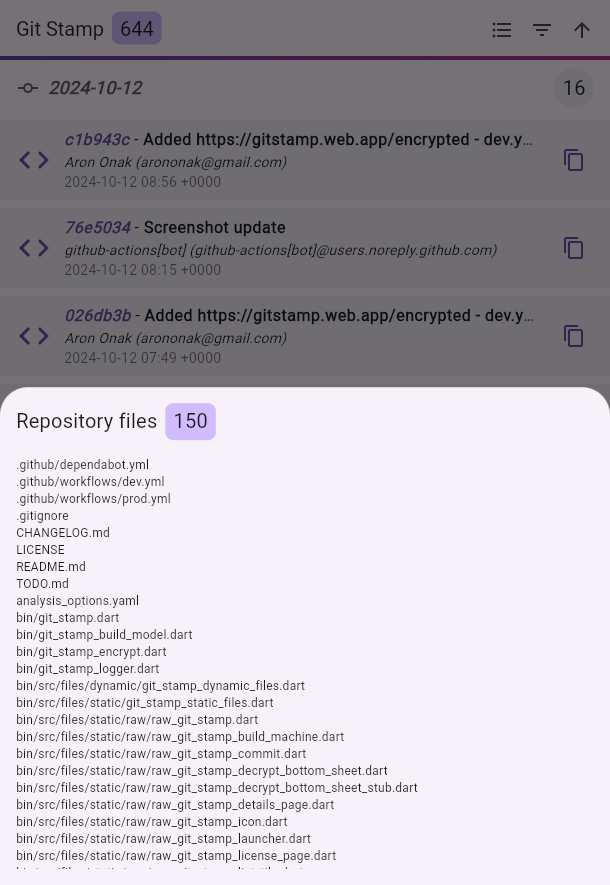 Git Stamp 644
2024-10-12 16
c1b943c - Added https://gitstamp.web.app/encrypted - dev.y...
Aron Onak (arononak@gmail.com)
2024-10-12 08:56 +0000
76e5034 - Screenshot update
github-actions[bot] (github-actions[bot]@users.noreply.github.com)
2024-10-12 08:15 +0000
026db3b - Added https://gitstamp.web.app/encrypted - dev.y...
Aron Onak (arononak@gmail.com)
2024-10-12 07:49 +0000
Repository files 150
.github/dependabot.yml
.github/workflows/dev.yml
.github/workflows/prod.yml
.gitignore
CHANGELOG.md
LICENSE
README.md
TODO.md
analysis_options.yaml
bin/git_stamp.dart
bin/git_stamp_build_model.dart
bin/git_stamp_encrypt.dart
bin/git_stamp_logger.dart
bin/src/files/dynamic/git_stamp_dynamic_files.dart
bin/src/files/static/git_stamp_static_files.dart
bin/src/files/static/raw/raw_git_stamp.dart
bin/src/files/static/raw/raw_git_stamp_build_machine.dart
bin/src/files/static/raw/raw_git_stamp_commit.dart
bin/src/files/static/raw/raw_git_stamp_decrypt_bottom_sheet.dart
bin/src/files/static/raw/raw_git_stamp_decrypt_bottom_sheet_stub.dart
bin/src/files/static/raw/raw_git_stamp_details_page.dart
bin/src/files/static/raw/raw_git_stamp_icon.dart
bin/src/files/static/raw/raw_git_stamp_launcher.dart
bin/src/files/static/raw/raw_git_stamp_license_page.dart